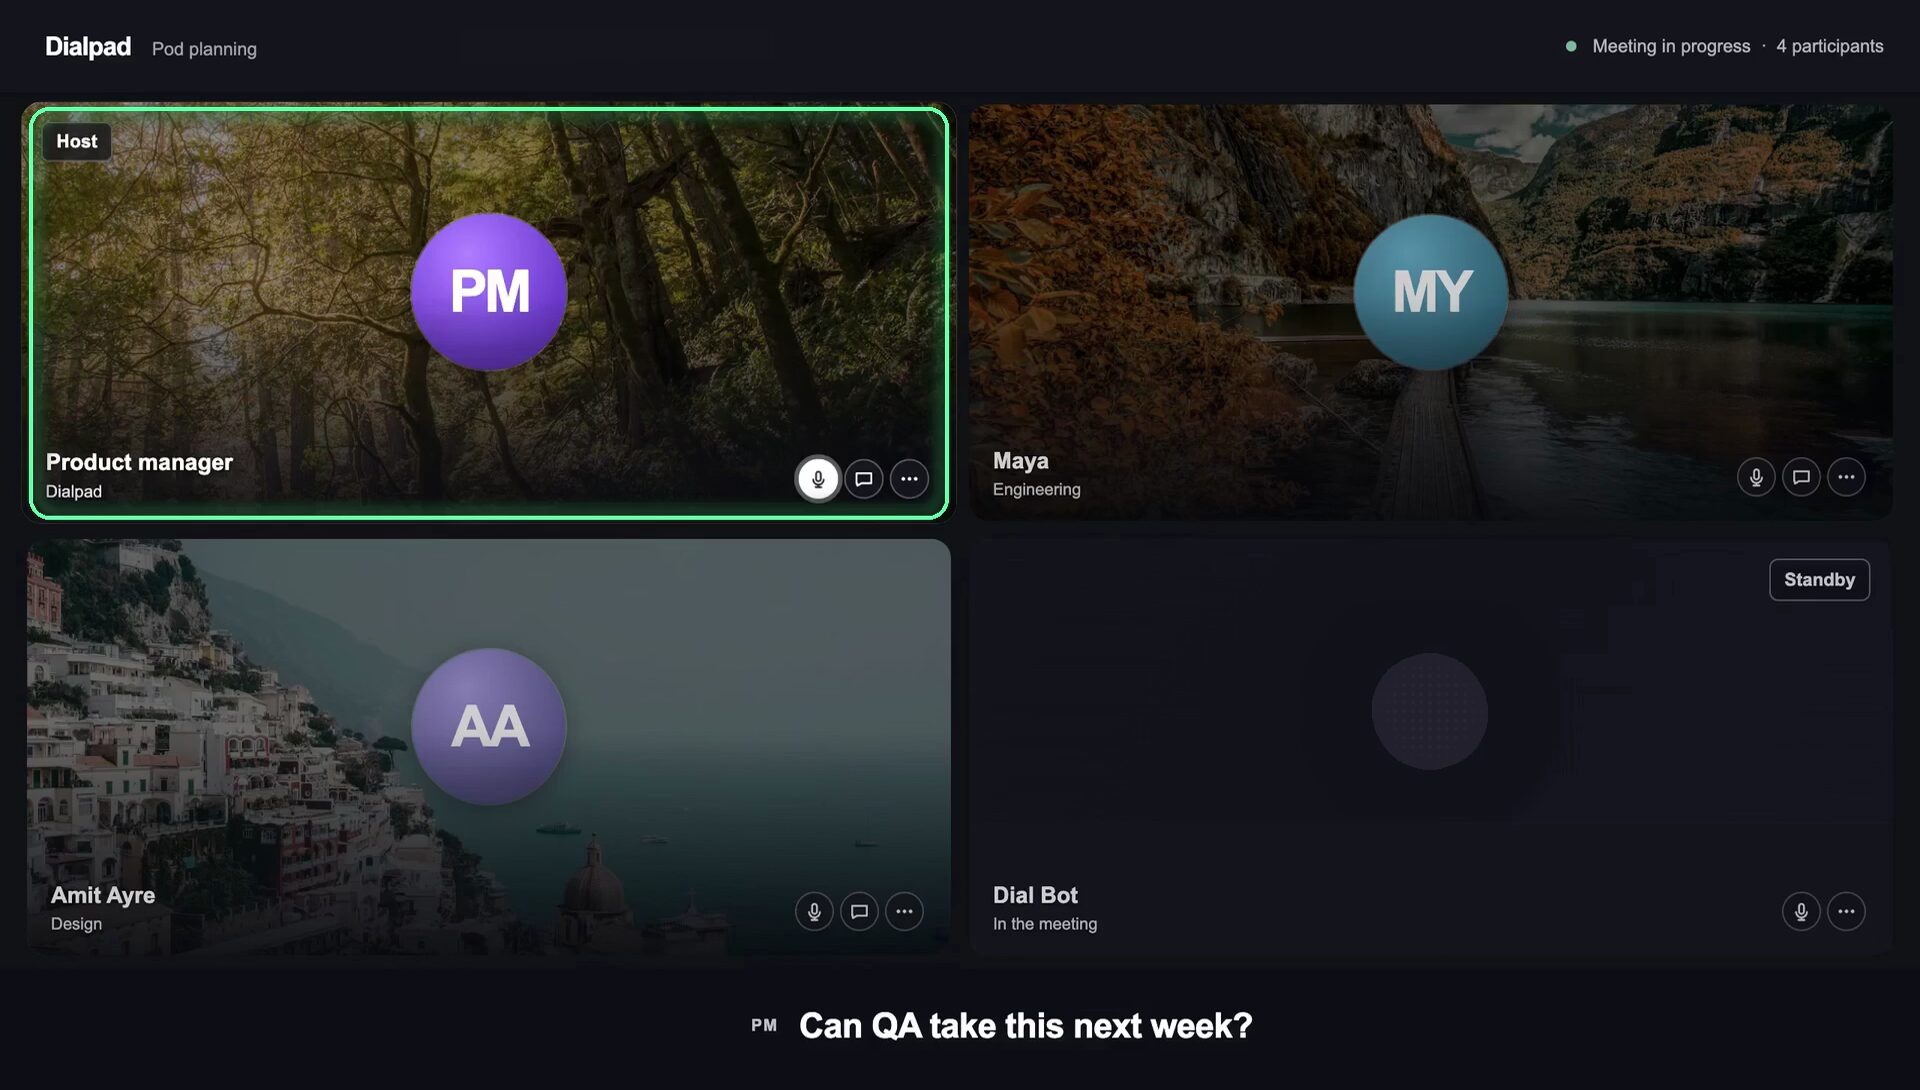 Dialpad Pod planning
Meeting in progress · 4 participants
Host
PM
Product manager
Dialpad
MY
Maya
Engineering
AA
Amit Ayre
Design
Standby
Dial Bot
In the meeting
PM Can QA take this next week?